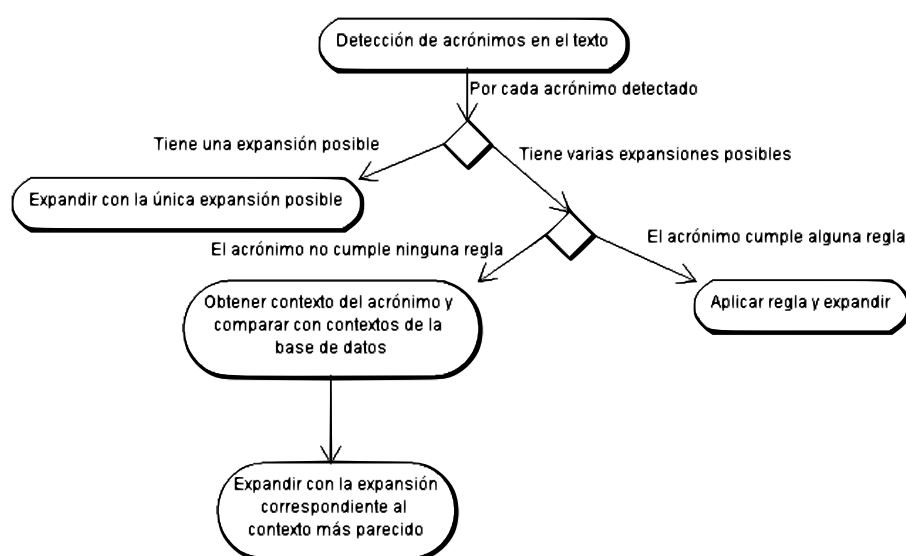 Detección de acrónimos en el texto
Por cada acrónimo detectado
Tiene una expansión posible
Tiene varias expansiones posibles
Expandir con la única expansión posible
El acrónimo no cumple ninguna regla
El acrónimo cumple alguna regla
Obtener contexto del acrónimo y
comparar con contextos de la
base de datos
Aplicar regla y expandir
Expandir con la expansión
correspondiente al
contexto más parecido